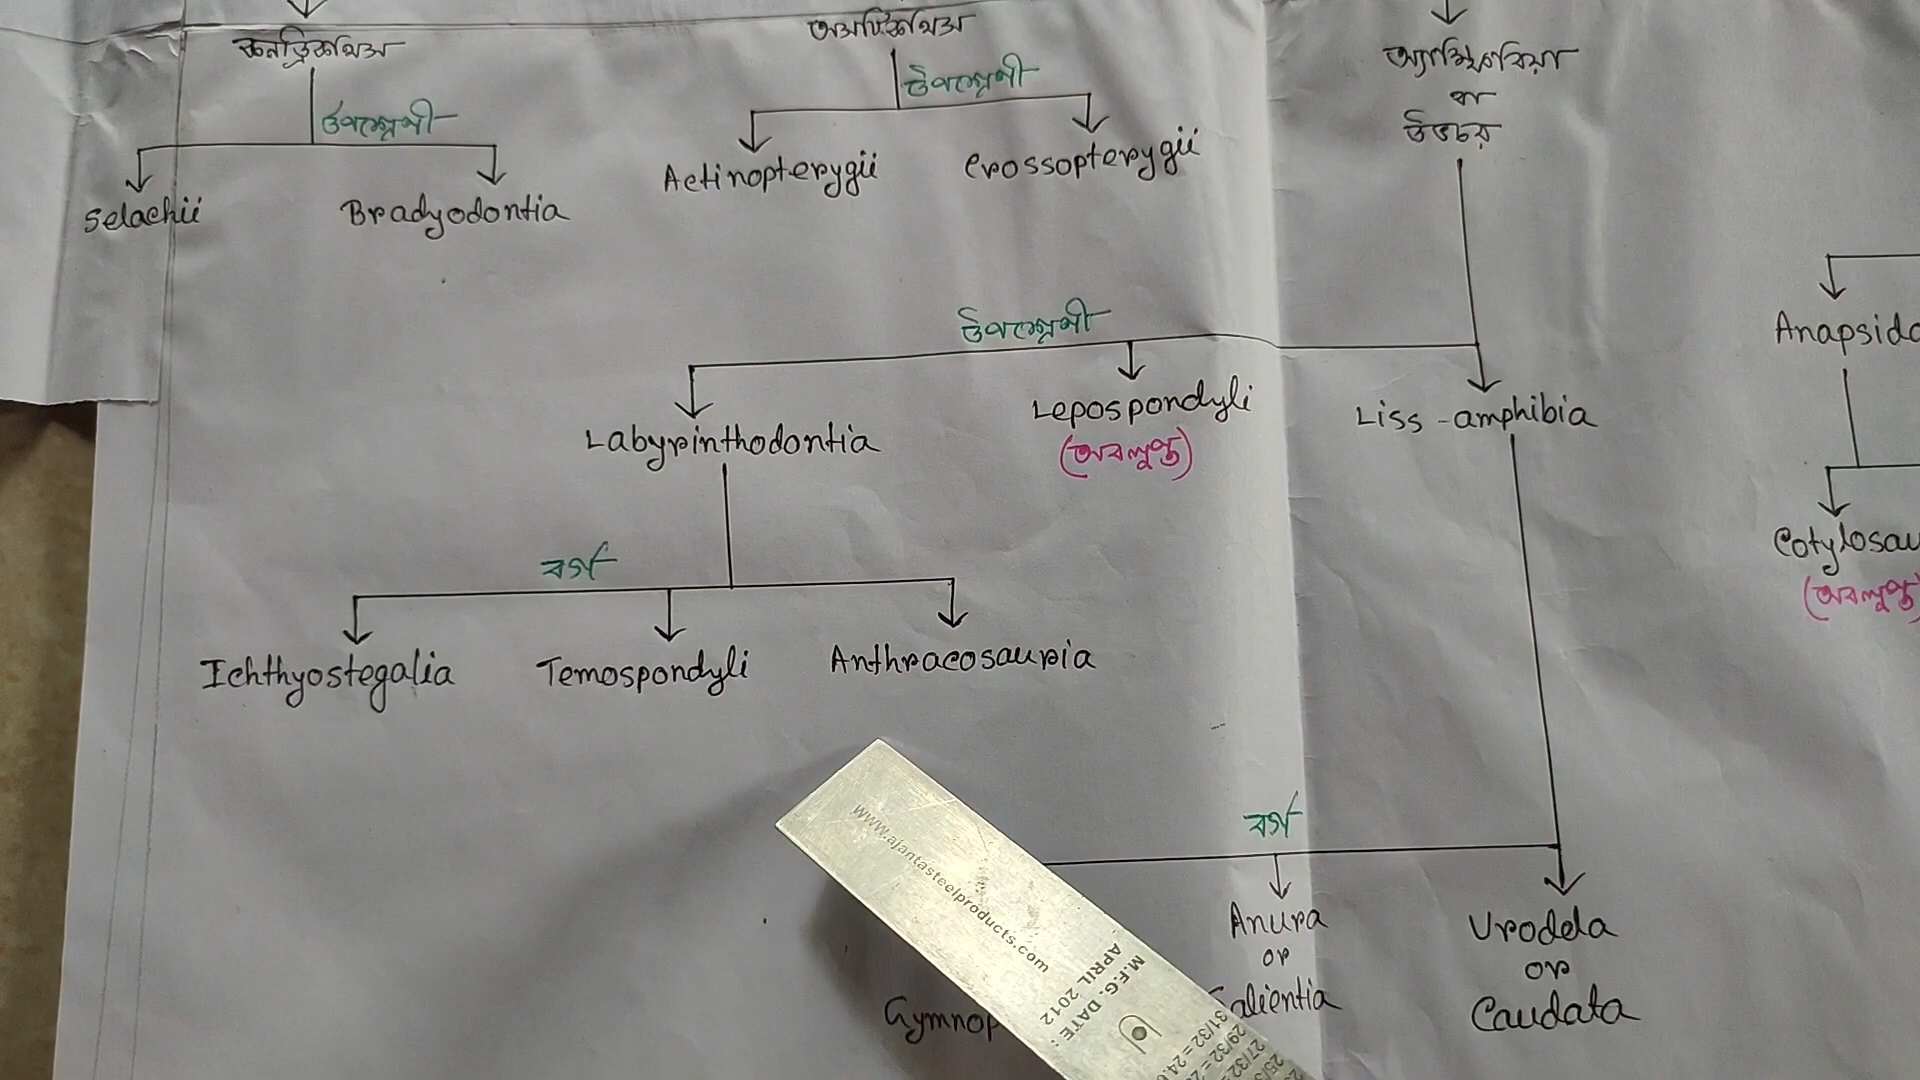 কনড্রিকথিস
অসটিকথিস
অ্যাম্ফিবিয়া
বা
উভচর
উপশ্রেণী
উপশ্রেণী
Selachii
Bradyodontia
Actinopterygii
Crossopterygii
উপশ্রেণী
Labyrinthodontia
Lepospondyli
(অবলুপ্ত)
Liss-amphibia
Anapsida
Cotylosau
(অবলুপ্ত)
বর্গ
Ichthyostegalia
Temospondyli
Anthracosauria
বর্গ
Gymnop
Anura
or
Salientia
Urodela
or
Caudata
www.ajantasteelproducts.com
M.F.G. DATE:
APRIL 2012